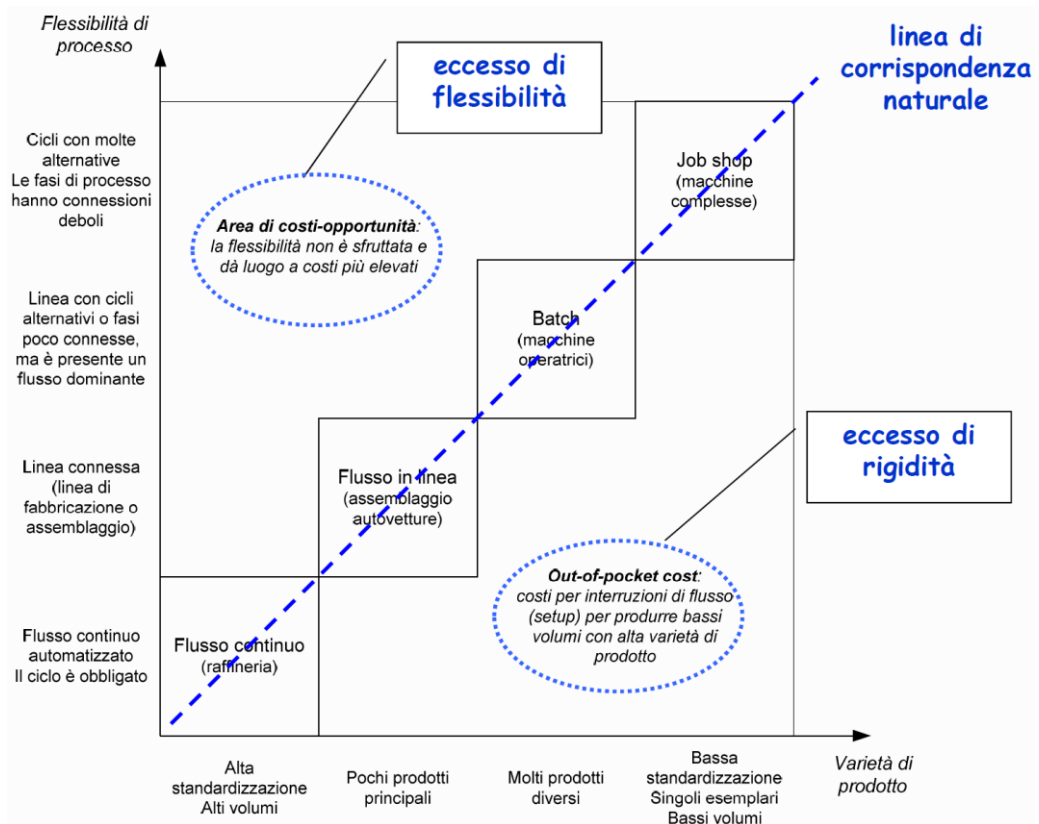 Flessibilità di
processo
linea di
corrispondenza
naturale
eccesso di
flessibilità
Cicli con molte
alternative
Le fasi di processo
hanno connessioni
deboli
Job shop
(macchine
complesse)
Area di costi-opportunità:
la flessibilità non è sfruttata e
dà luogo a costi più elevati
Linea con cicli
alternativi o fasi
poco connesse,
ma è presente un
flusso dominante
Batch
(macchine
operatrici)
eccesso di
rigidità
Linea connessa
(linea di
fabbricazione o
assemblaggio)
Flusso in linea
(assemblaggio
autovetture)
Out-of-pocket cost:
costi per interruzioni di flusso
(setup) per produrre bassi
volumi con alta varietà di
prodotto
Flusso continuo
automatizzato
Il ciclo è obbligato
Flusso continuo
(raffineria)
Alta
standardizzazione
Alti volumi
Pochi prodotti
principali
Molti prodotti
diversi
Bassa
standardizzazione
Singoli esemplari
Bassi volumi
Varietà di
prodotto